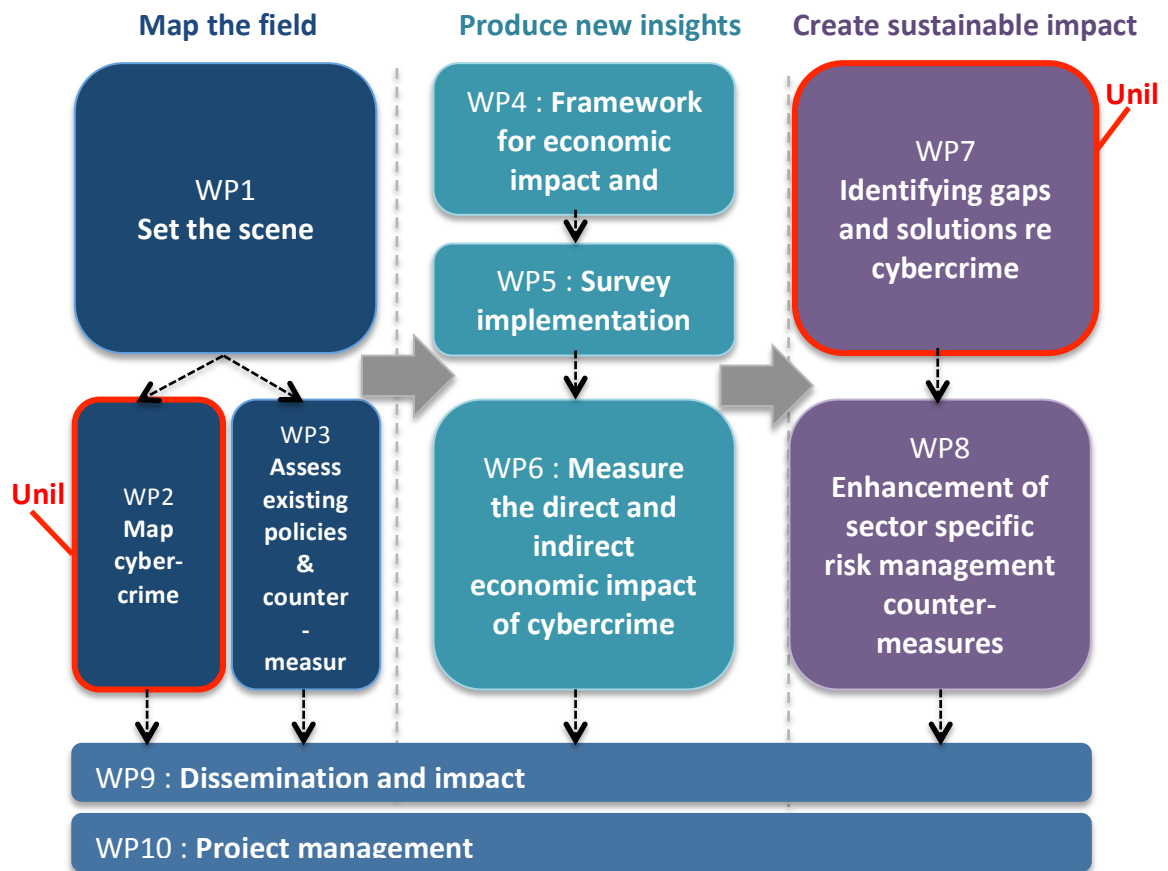 Map the field
Produce new insights
Create sustainable impact
WP1
Set the scene
Unil
WP2
Map
cyber-
crime
WP3
Assess
existing
policies
&
counter
-
measur
WP4 : Framework
for economic
impact and
WP5 : Survey
implementation
WP6 : Measure
the direct and
indirect
economic impact
of cybercrime
Unil
WP7
Identifying gaps
and solutions re
cybercrime
WP8
Enhancement of
sector specific
risk management
counter-
measures
WP9 : Dissemination and impact
WP10 : Project management